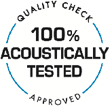 QUALITY CHECK
100%
ACOUSTICALLY
TESTED
APPROVED